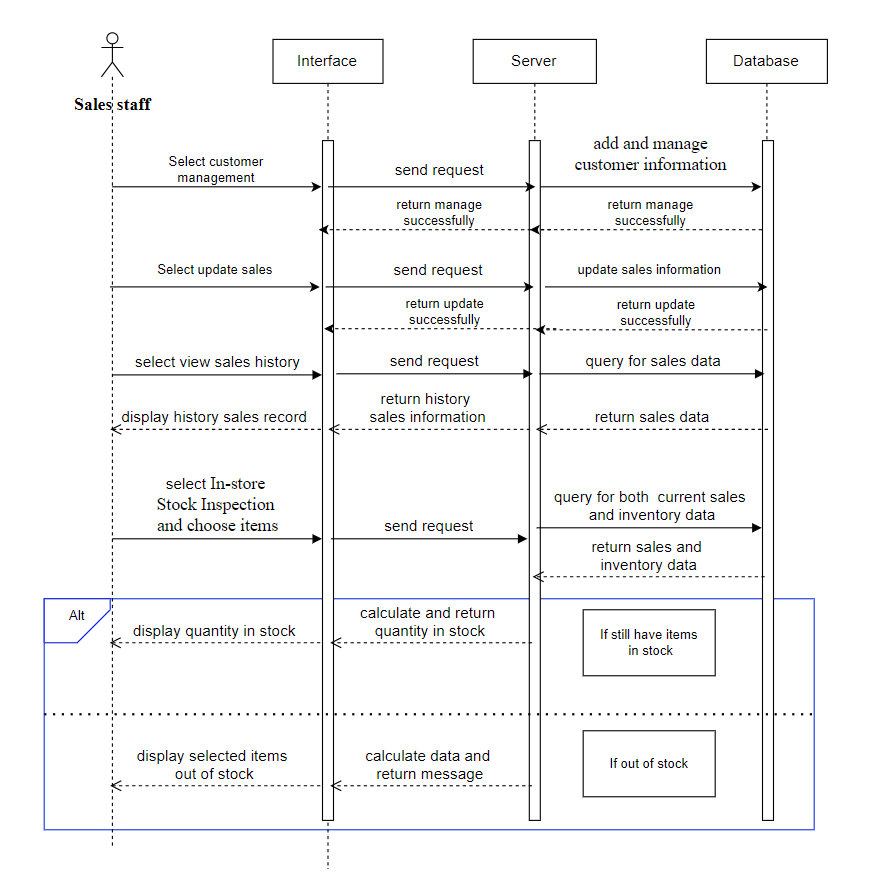 Interface
Server
Database
Sales staff
Select customer
management
send request
add and manage
customer information
return manage
successfully
return manage
successfully
Select update sales
send request
update sales information
return update
successfully
return update
successfully
select view sales history
send request
query for sales data
display history sales record
return history
sales information
return sales data
select In-store
Stock Inspection
and choose items
send request
query for both  current sales
and inventory data
return sales and
inventory data
Alt
display quantity in stock
calculate and return
quantity in stock
If still have items
in stock
display selected items
out of stock
calculate data and
return message
If out of stock